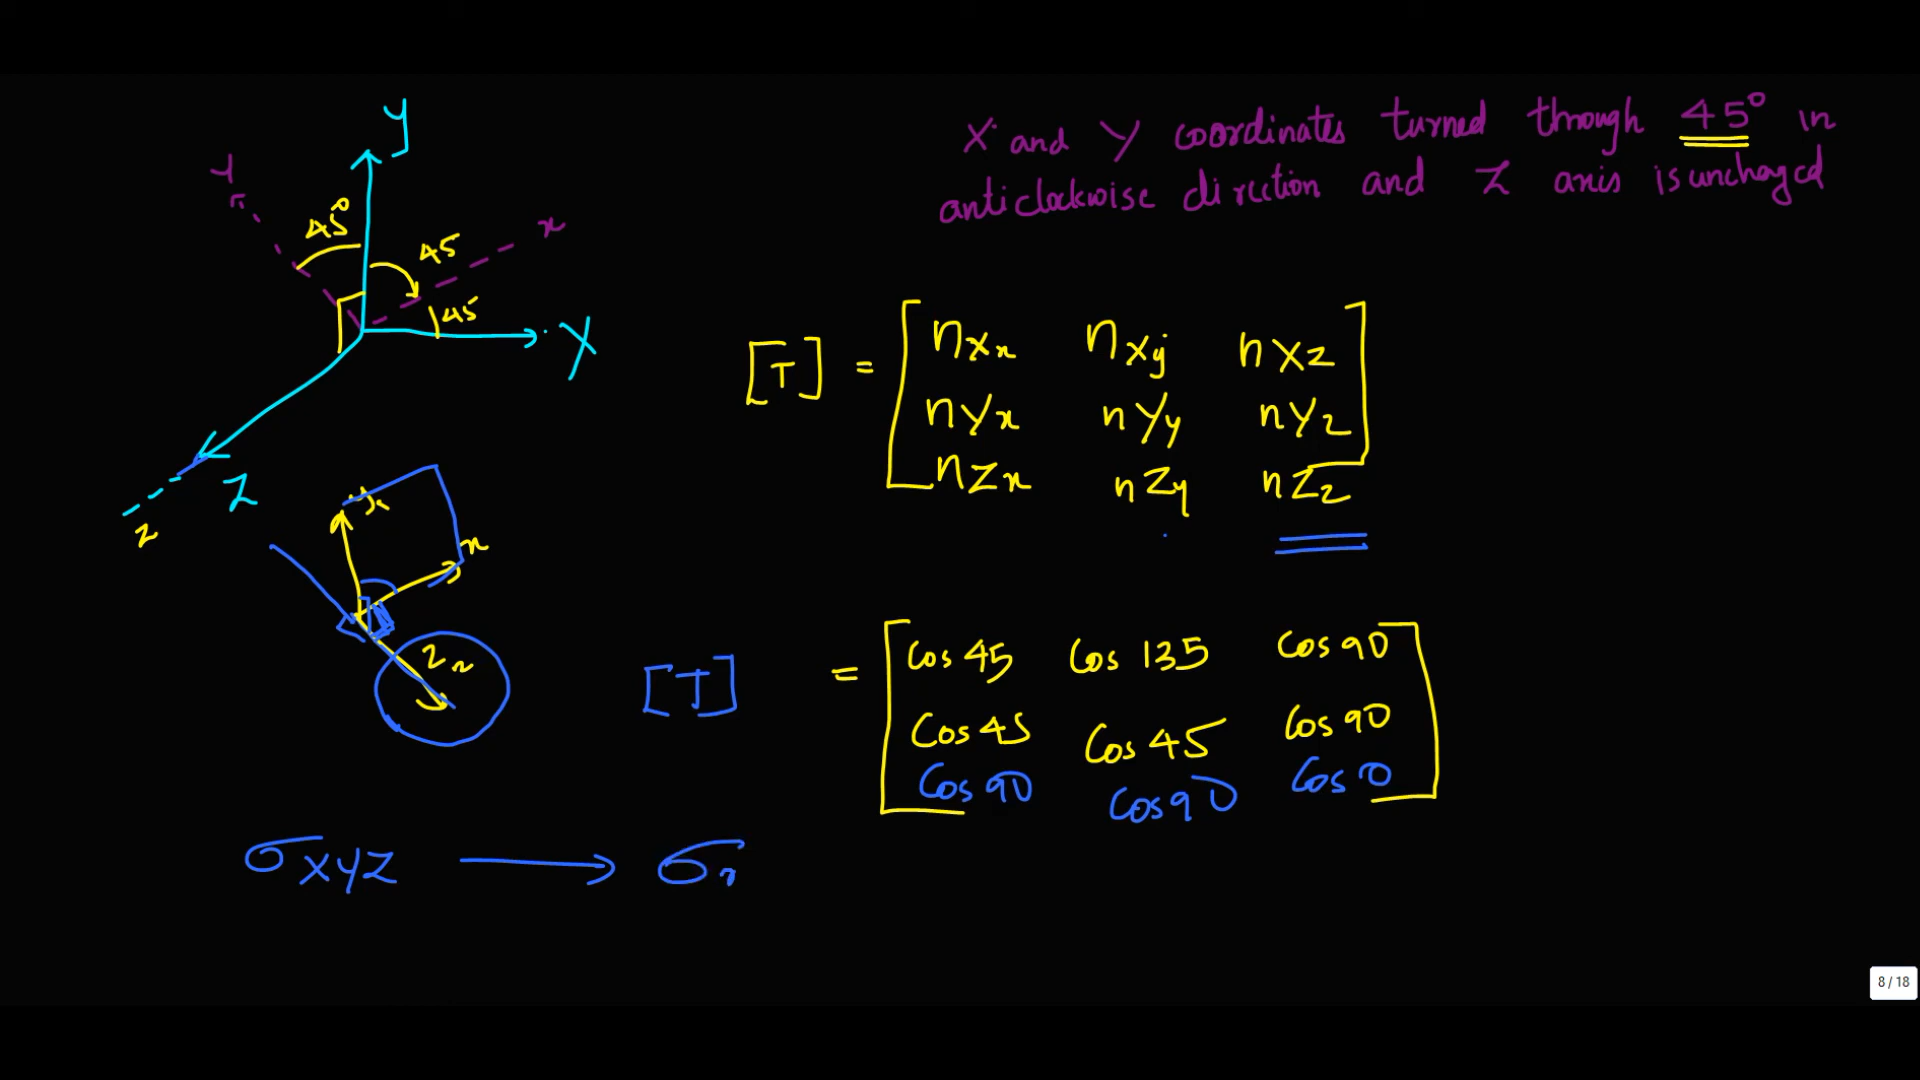 X and Y coordinates turned through 45° in
anticlockwise direction and Z axis is unchanged
Y
y
x
45°
45
45
X
Z
z
[T] = [ nXx nXy nXz
nYx nYy nYz
nZx nZy nZz ]
x
z
[T] = [ Cos 45 Cos 135 Cos 90
Cos 45 Cos 45 Cos 90
Cos 90 Cos 90 Cos 0 ]
σXYZ → σ
8 / 18